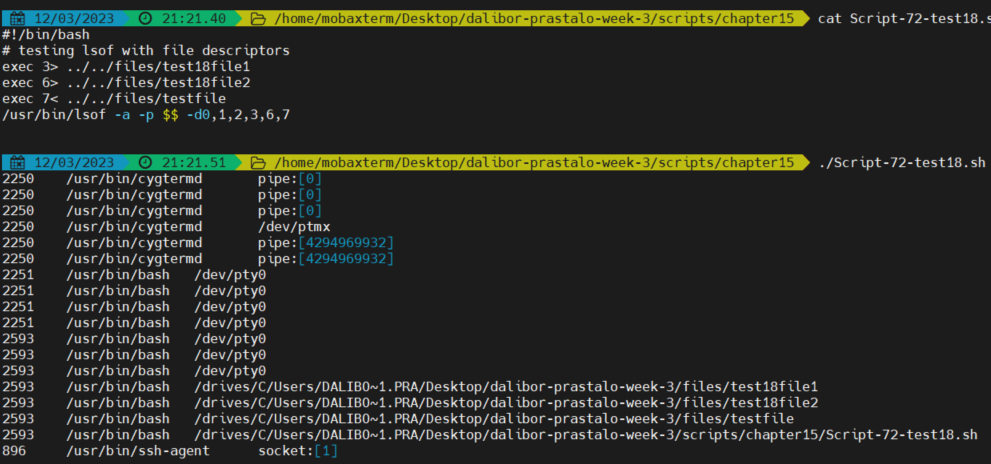 12/03/2023 21:21.40 /home/mobaxterm/Desktop/dalibor-prastalo-week-3/scripts/chapter15 cat Script-72-test18.s
#!/bin/bash
# testing lsof with file descriptors
exec 3> ../../files/test18file1
exec 6> ../../files/test18file2
exec 7< ../../files/testfile
/usr/bin/lsof -a -p $$ -d0,1,2,3,6,7
12/03/2023 21:21.51 /home/mobaxterm/Desktop/dalibor-prastalo-week-3/scripts/chapter15 ./Script-72-test18.sh
2250 /usr/bin/cygtermd pipe:[0]
2250 /usr/bin/cygtermd pipe:[0]
2250 /usr/bin/cygtermd pipe:[0]
2250 /usr/bin/cygtermd /dev/ptmx
2250 /usr/bin/cygtermd pipe:[4294969932]
2250 /usr/bin/cygtermd pipe:[4294969932]
2251 /usr/bin/bash /dev/pty0
2251 /usr/bin/bash /dev/pty0
2251 /usr/bin/bash /dev/pty0
2251 /usr/bin/bash /dev/pty0
2593 /usr/bin/bash /dev/pty0
2593 /usr/bin/bash /dev/pty0
2593 /usr/bin/bash /dev/pty0
2593 /usr/bin/bash /drives/C/Users/DALIBO~1.PRA/Desktop/dalibor-prastalo-week-3/files/test18file1
2593 /usr/bin/bash /drives/C/Users/DALIBO~1.PRA/Desktop/dalibor-prastalo-week-3/files/test18file2
2593 /usr/bin/bash /drives/C/Users/DALIBO~1.PRA/Desktop/dalibor-prastalo-week-3/files/testfile
2593 /usr/bin/bash /drives/C/Users/DALIBO~1.PRA/Desktop/dalibor-prastalo-week-3/scripts/chapter15/Script-72-test18.sh
896 /usr/bin/ssh-agent socket:[1]